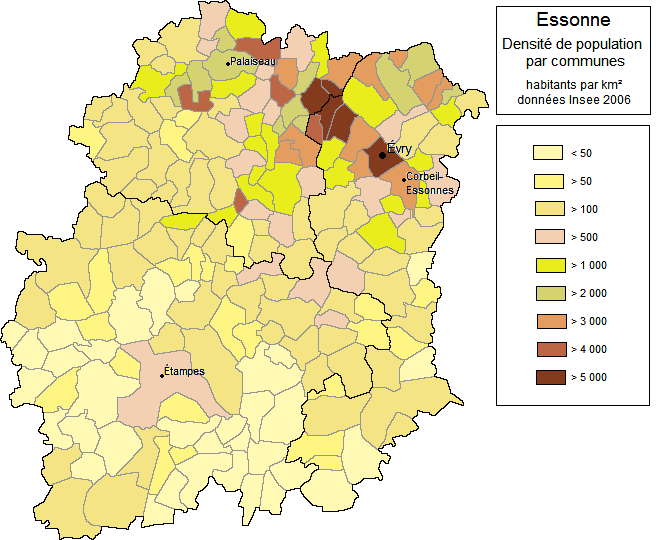 Essonne
Densité de population
par communes
habitants par km²
données Insee 2006
< 50
> 50
> 100
> 500
> 1 000
> 2 000
> 3 000
> 4 000
> 5 000
Palaiseau
Évry
Corbeil-
Essonnes
Étampes